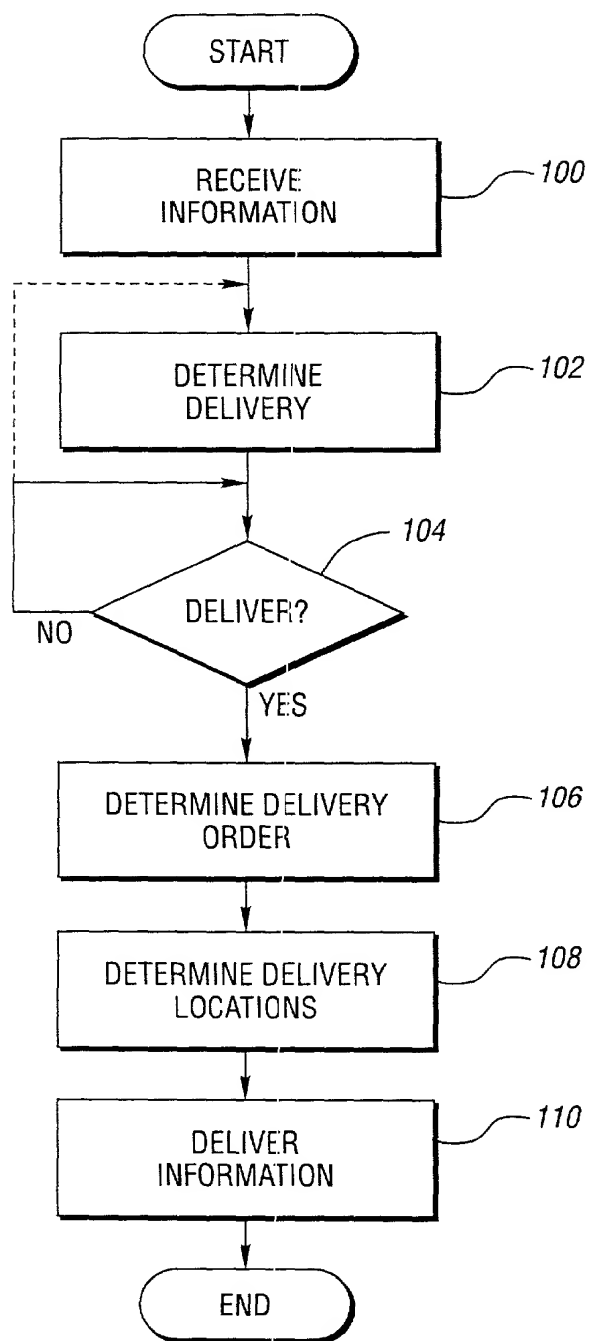 START
RECEIVE
INFORMATION
100
DETERMINE
DELIVERY
102
104
DELIVER?
NO
YES
DETERMINE DELIVERY
ORDER
106
DETERMINE DELIVERY
LOCATIONS
108
DELIVER
INFORMATION
110
END